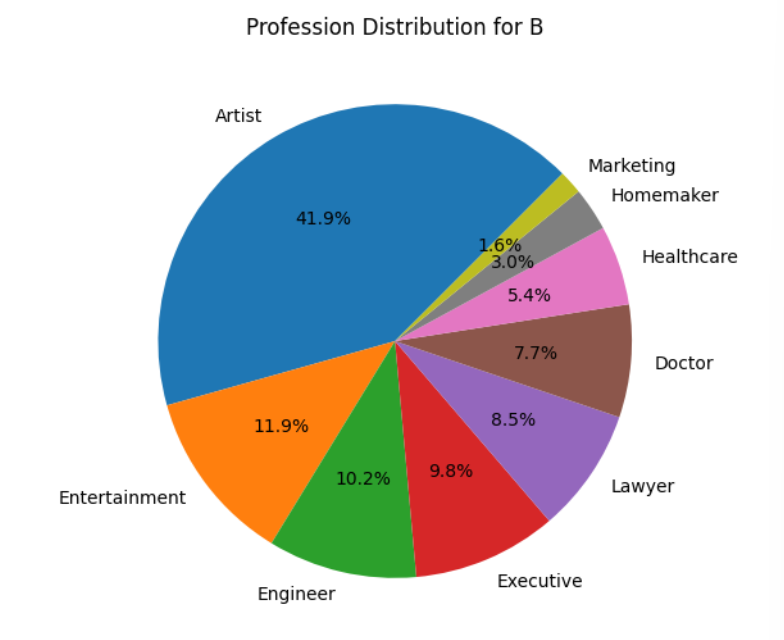 Profession Distribution for B
Artist
41.9%
Marketing
1.6%
Homemaker
3.0%
Healthcare
5.4%
Doctor
7.7%
Lawyer
8.5%
Executive
9.8%
Engineer
10.2%
Entertainment
11.9%